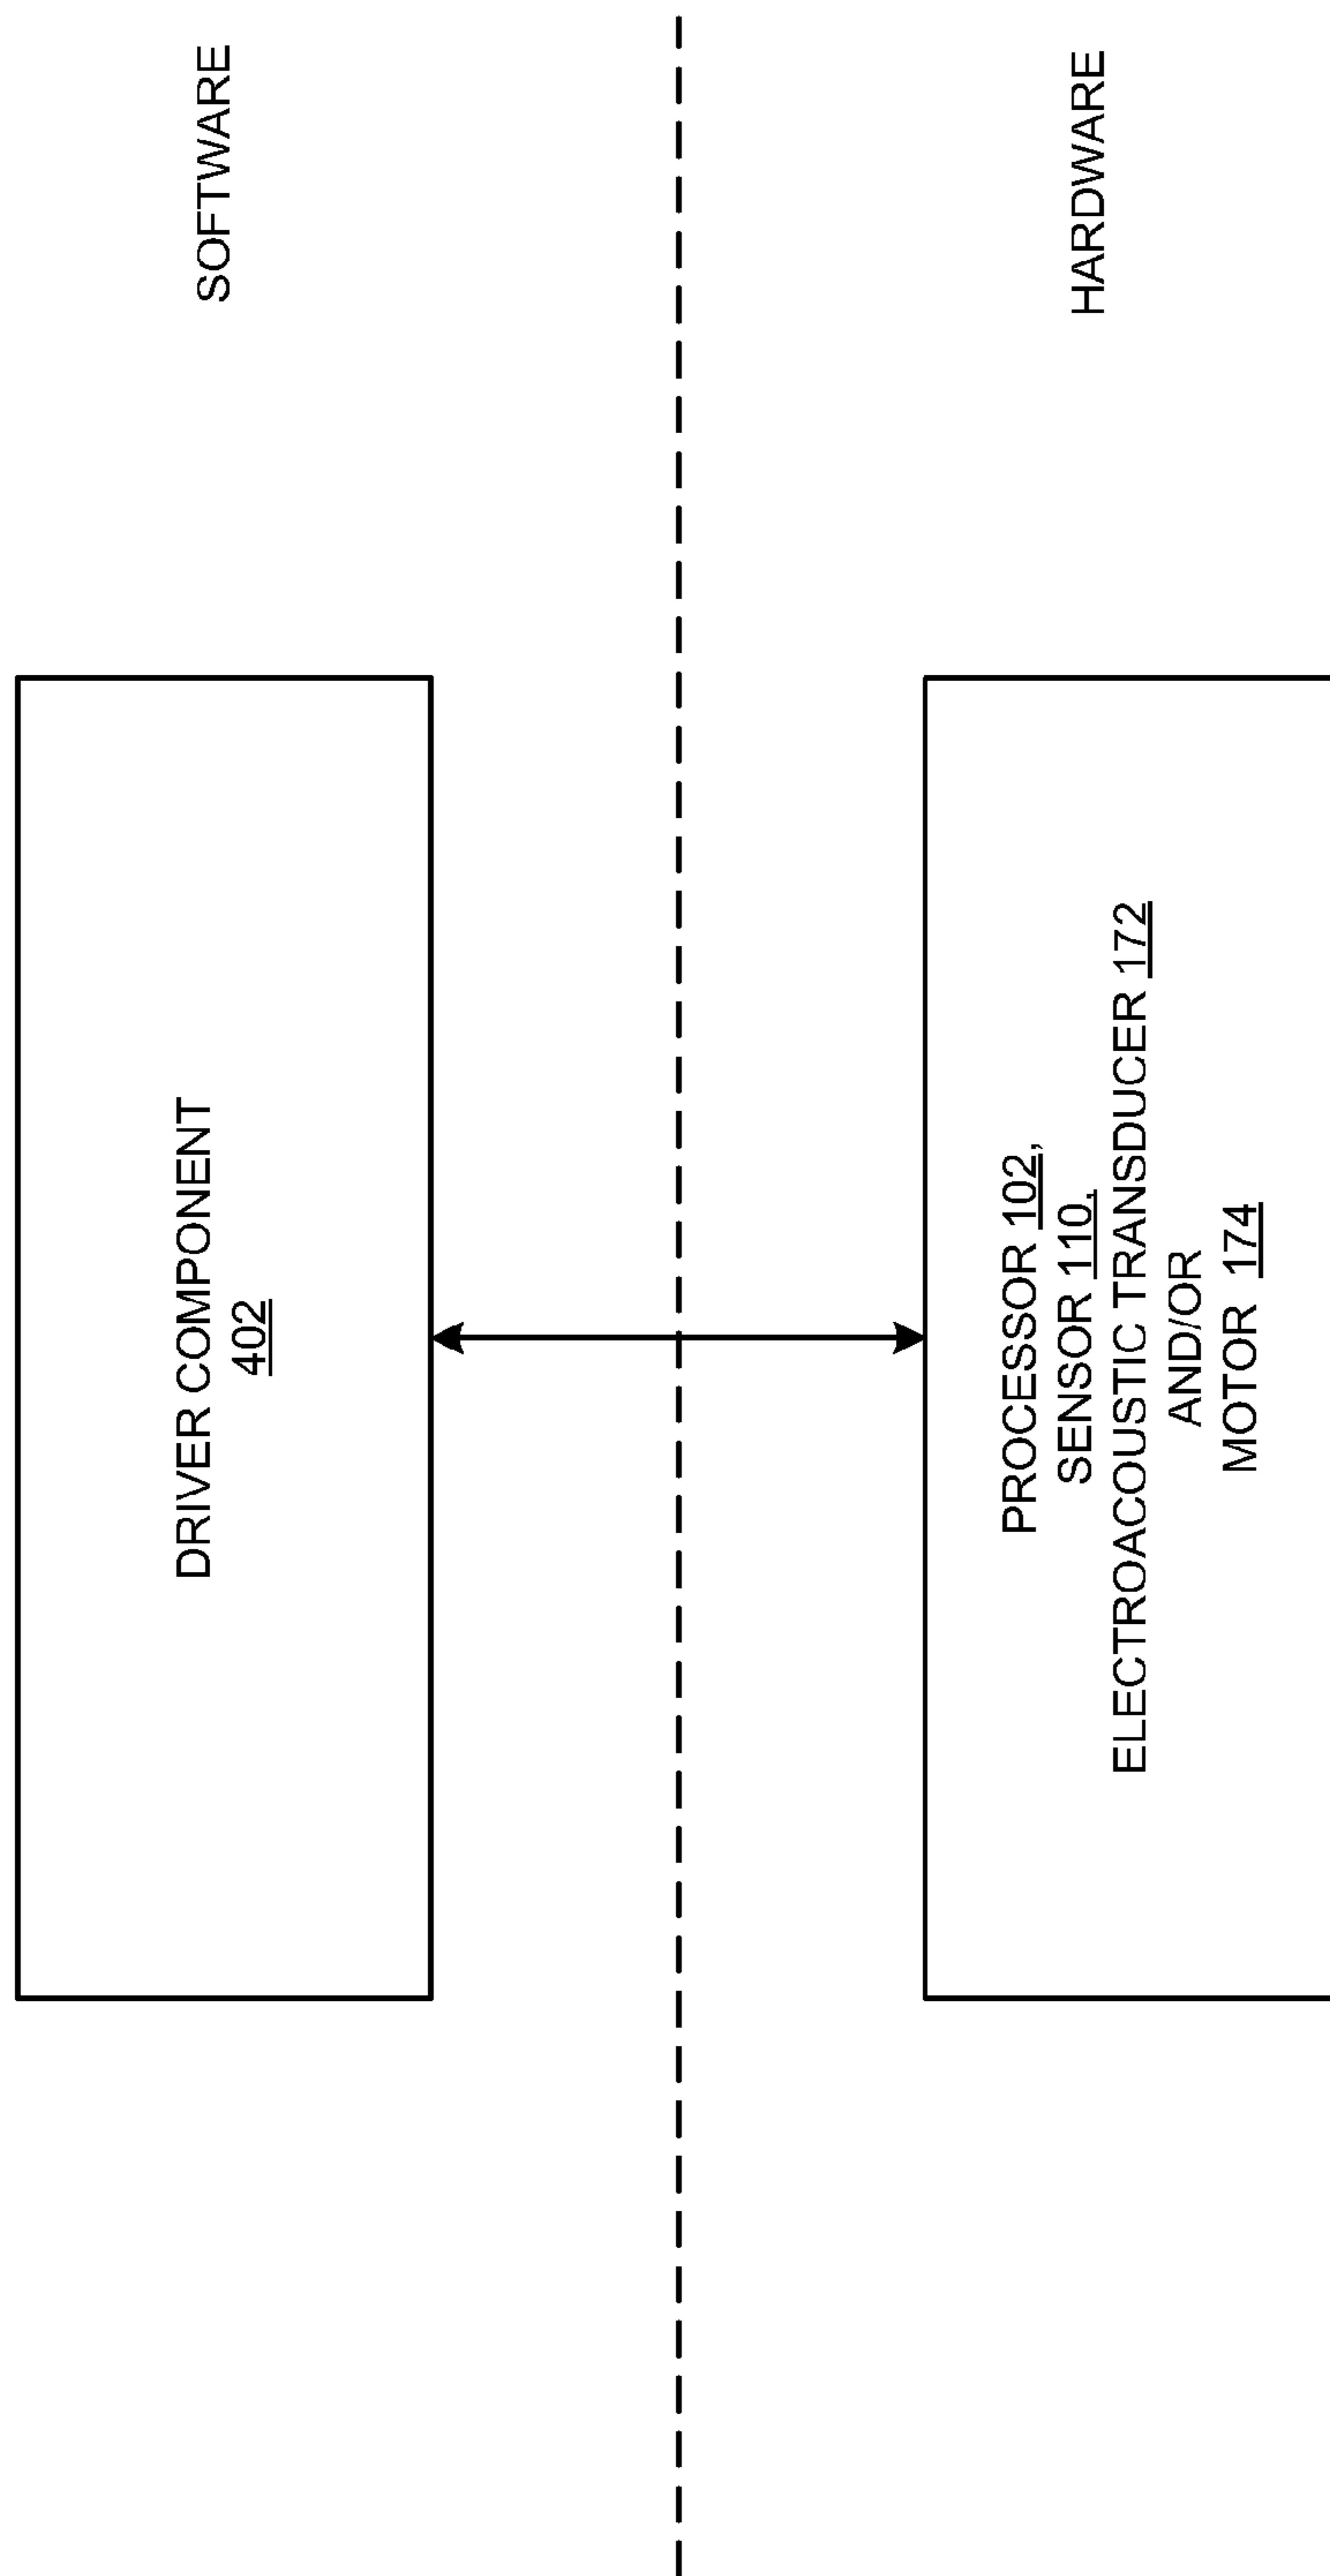 SOFTWARE
DRIVER COMPONENT
402
HARDWARE
PROCESSOR 102,
SENSOR 110,
ELECTROACOUSTIC TRANSDUCER 172
AND/OR
MOTOR 174